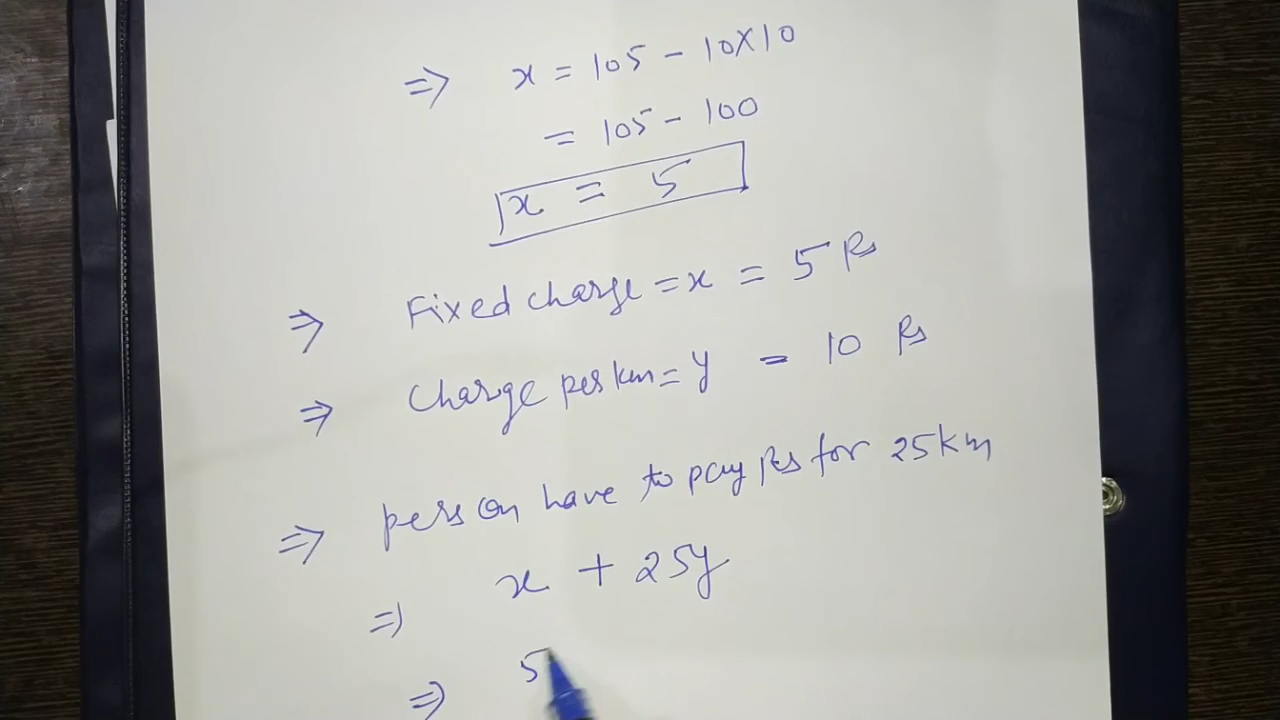 ⇒ x = 105 - 10×10
= 105 - 100
x = 5
⇒ Fixed charge = x = 5 Rs
⇒ Charge per km = y = 10 Rs
⇒ person have to pay Rs for 25km
⇒ x + 25y
⇒ 5